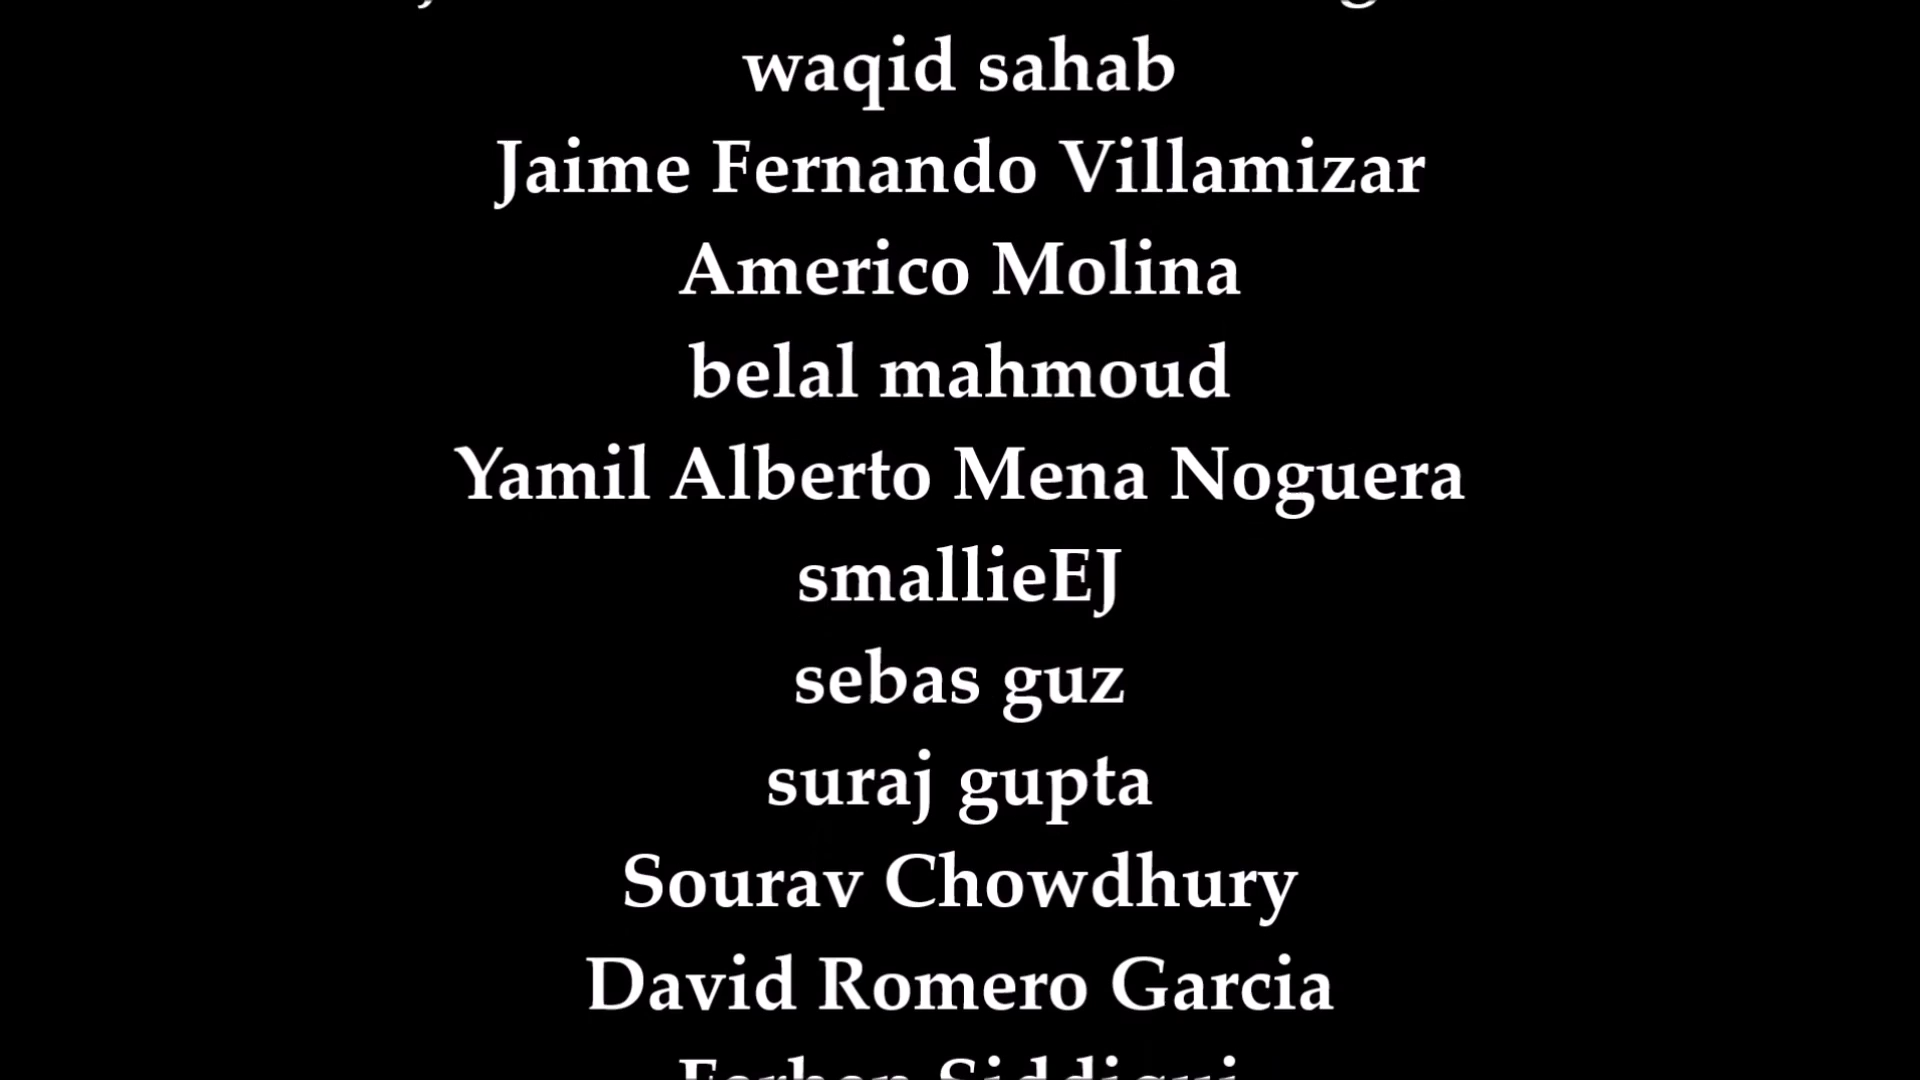 waqid sahab
Jaime Fernando Villamizar
Americo Molina
belal mahmoud
Yamil Alberto Mena Noguera
smallieEJ
sebas guz
suraj gupta
Sourav Chowdhury
David Romero Garcia
Siddiqui